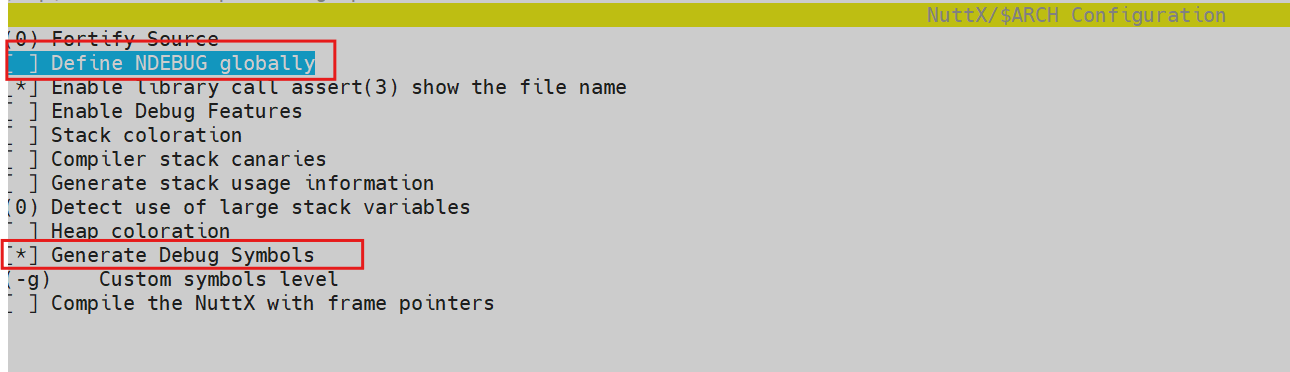 NuttX/$ARCH Configuration
(0) Fortify Source
[ ] Define NDEBUG globally
[*] Enable library call assert(3) show the file name
[ ] Enable Debug Features
[ ] Stack coloration
[ ] Compiler stack canaries
[ ] Generate stack usage information
(0) Detect use of large stack variables
[ ] Heap coloration
[*] Generate Debug Symbols
(-g)    Custom symbols level
[ ] Compile the NuttX with frame pointers